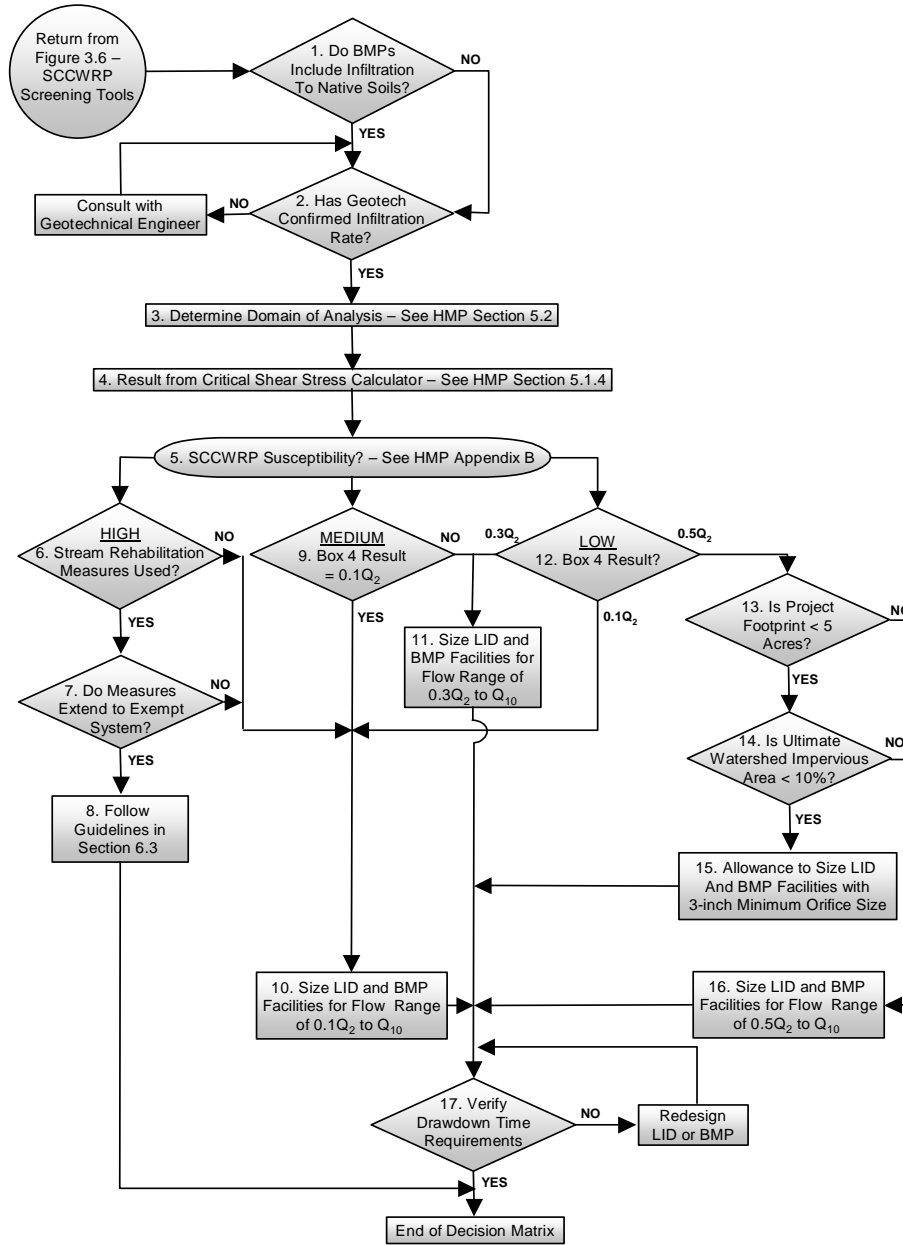 Return from
Figure 3.6 –
SCCWRP
Screening Tools
1. Do BMPs
Include Infiltration
To Native Soils?
NO
YES
Consult with
Geotechnical Engineer
NO
2. Has Geotech
Confirmed Infiltration
Rate?
YES
3. Determine Domain of Analysis – See HMP Section 5.2
4. Result from Critical Shear Stress Calculator – See HMP Section 5.1.4
5. SCCWRP Susceptibility? – See HMP Appendix B
HIGH
6. Stream Rehabilitation
Measures Used?
NO
YES
MEDIUM
9. Box 4 Result
= 0.1Q2
NO
YES
0.3Q2
LOW
12. Box 4 Result?
0.5Q2
0.1Q2
7. Do Measures
Extend to Exempt
System?
NO
YES
11. Size LID and
BMP Facilities for
Flow Range of
0.3Q2 to Q10
13. Is Project
Footprint < 5
Acres?
NO
YES
14. Is Ultimate
Watershed Impervious
Area < 10%?
NO
YES
8. Follow
Guidelines in
Section 6.3
15. Allowance to Size LID
And BMP Facilities with
3-inch Minimum Orifice Size
10. Size LID and BMP
Facilities for Flow Range
of 0.1Q2 to Q10
16. Size LID and BMP
Facilities for Flow Range
of 0.5Q2 to Q10
17. Verify
Drawdown Time
Requirements
NO
Redesign
LID or BMP
YES
End of Decision Matrix